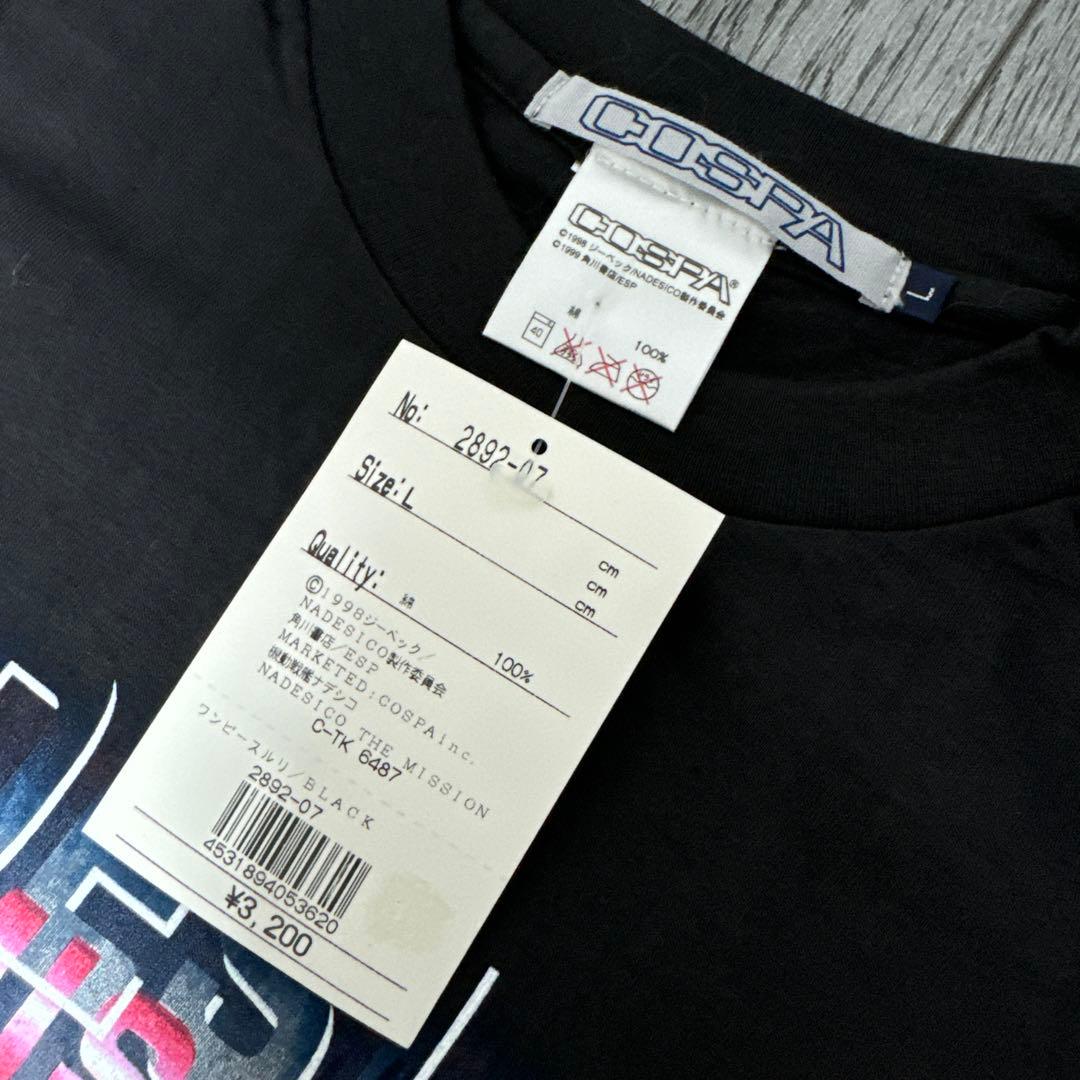 COSPA
L
COSPA®
©1998 ジーベック/NADESICO製作委員会
©1999 角川書店/ESP
綿 100%
40
No: 2892-07
Size: L
cm
cm
cm
Quality:
綿 100%
©1998ジーベック/
NADESICO製作委員会
角川書店/ESP
MARKETED:COSPAinc.
機動戦艦ナデシコ
NADESICO THE MISSION
C-TK 6487
ワンピースルリ/BLACK
2892-07
4531894053620
¥3,200